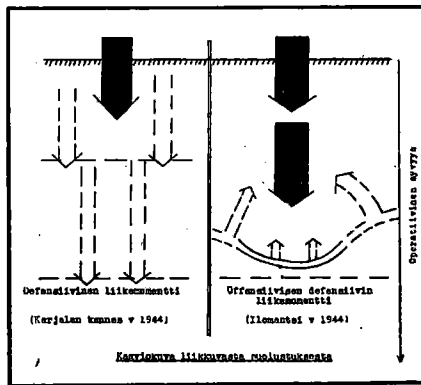 Defensiivinen liikemomentti
(Karjalan kannas v 1944)
Offensiivisen defensiivin
liikemomentti
(Ilomantsi v 1944)
Operatiivinen syvyys
Kaaviokuva liikkuvasta puolustuksesta